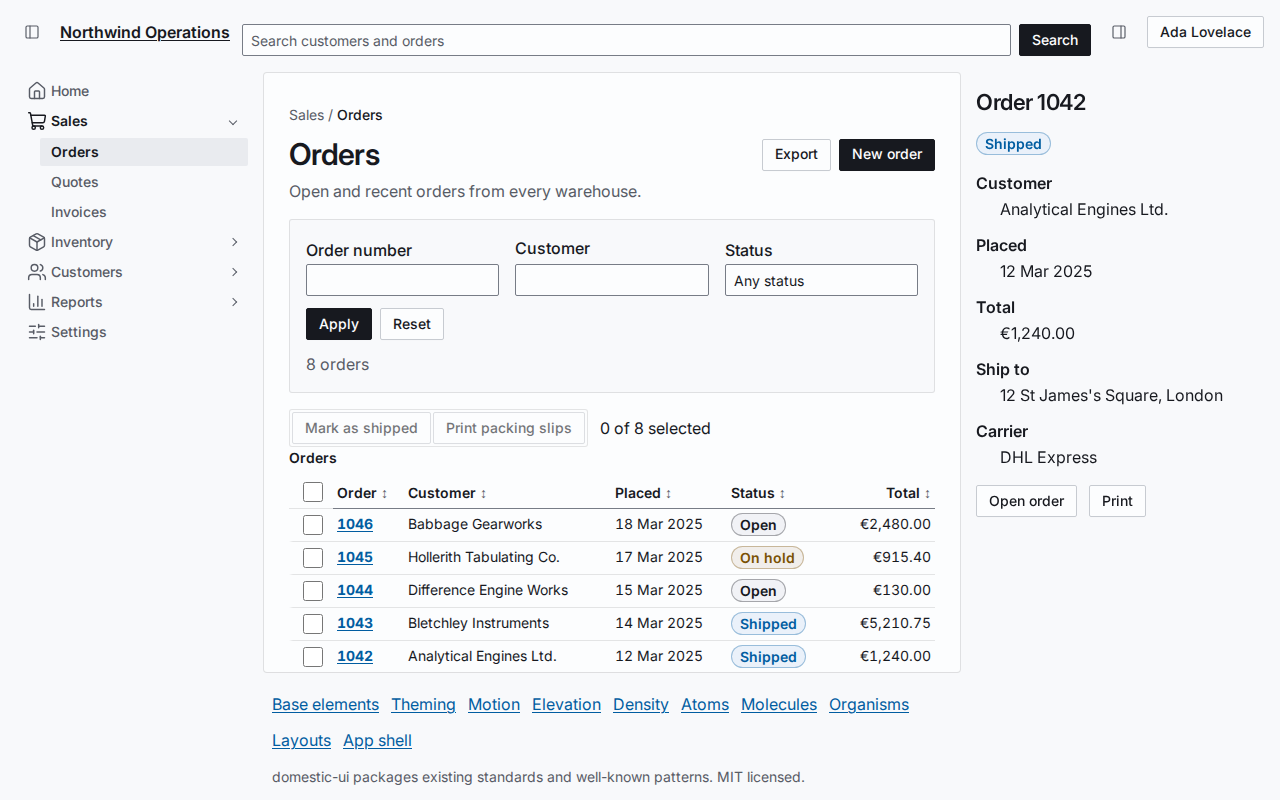 Northwind Operations
Search customers and orders
Search
Ada Lovelace
Home
Sales
Orders
Quotes
Invoices
Inventory
Customers
Reports
Settings
Sales / Orders
Orders
Export
New order
Open and recent orders from every warehouse.
Order number
Customer
Status
Any status
Apply
Reset
8 orders
Mark as shipped
Print packing slips
0 of 8 selected
Orders
Order ↕ Customer ↕ Placed ↕ Status ↕ Total ↕
1046 Babbage Gearworks 18 Mar 2025 Open €2,480.00
1045 Hollerith Tabulating Co. 17 Mar 2025 On hold €915.40
1044 Difference Engine Works 15 Mar 2025 Open €130.00
1043 Bletchley Instruments 14 Mar 2025 Shipped €5,210.75
1042 Analytical Engines Ltd. 12 Mar 2025 Shipped €1,240.00
Order 1042
Shipped
Customer
Analytical Engines Ltd.
Placed
12 Mar 2025
Total
€1,240.00
Ship to
12 St James's Square, London
Carrier
DHL Express
Open order
Print
Base elements Theming Motion Elevation Density Atoms Molecules Organisms
Layouts App shell
domestic-ui packages existing standards and well-known patterns. MIT licensed.